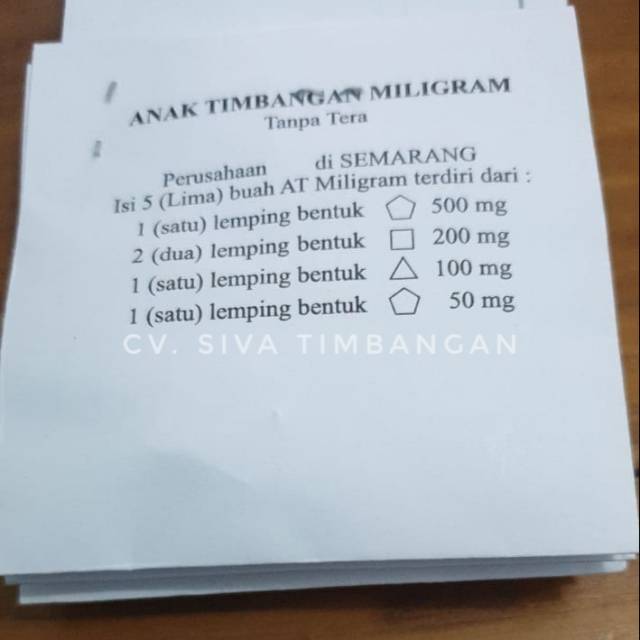 ANAK TIMBANGAN MILIGRAM
Tanpa Tera
Perusahaan di SEMARANG
Isi 5 (Lima) buah AT Miligram terdiri dari :
1 (satu) lemping bentuk 500 mg
2 (dua) lemping bentuk 200 mg
1 (satu) lemping bentuk 100 mg
1 (satu) lemping bentuk 50 mg
CV. SIVA TIMBANGAN